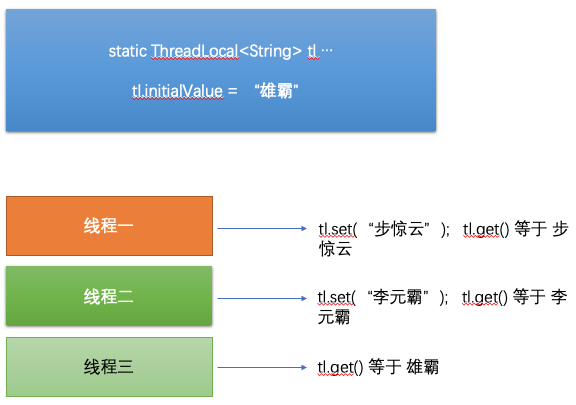 static ThreadLocal<String> tl ...
tl.initialValue = “雄霸”
线程一
tl.set( “步惊云” ); tl.get() 等于 步
惊云
线程二
tl.set( “李元霸” ); tl.get() 等于 李
元霸
线程三
tl.get() 等于 雄霸